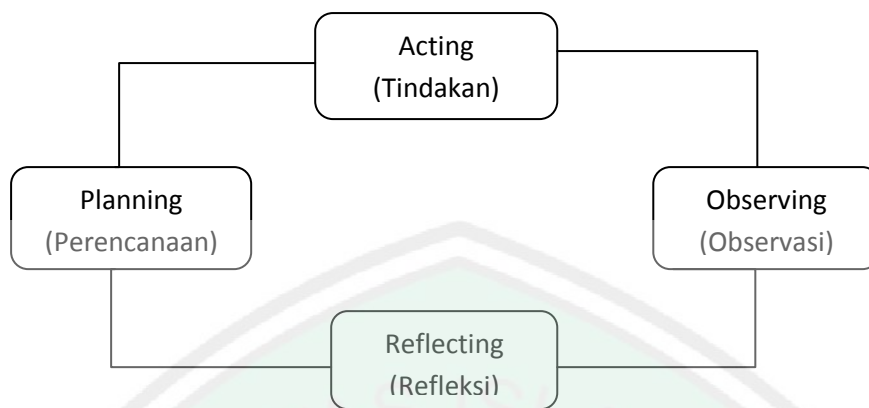 Acting
(Tindakan)
Planning
(Perencanaan)
Observing
(Observasi)
Reflecting
(Refleksi)